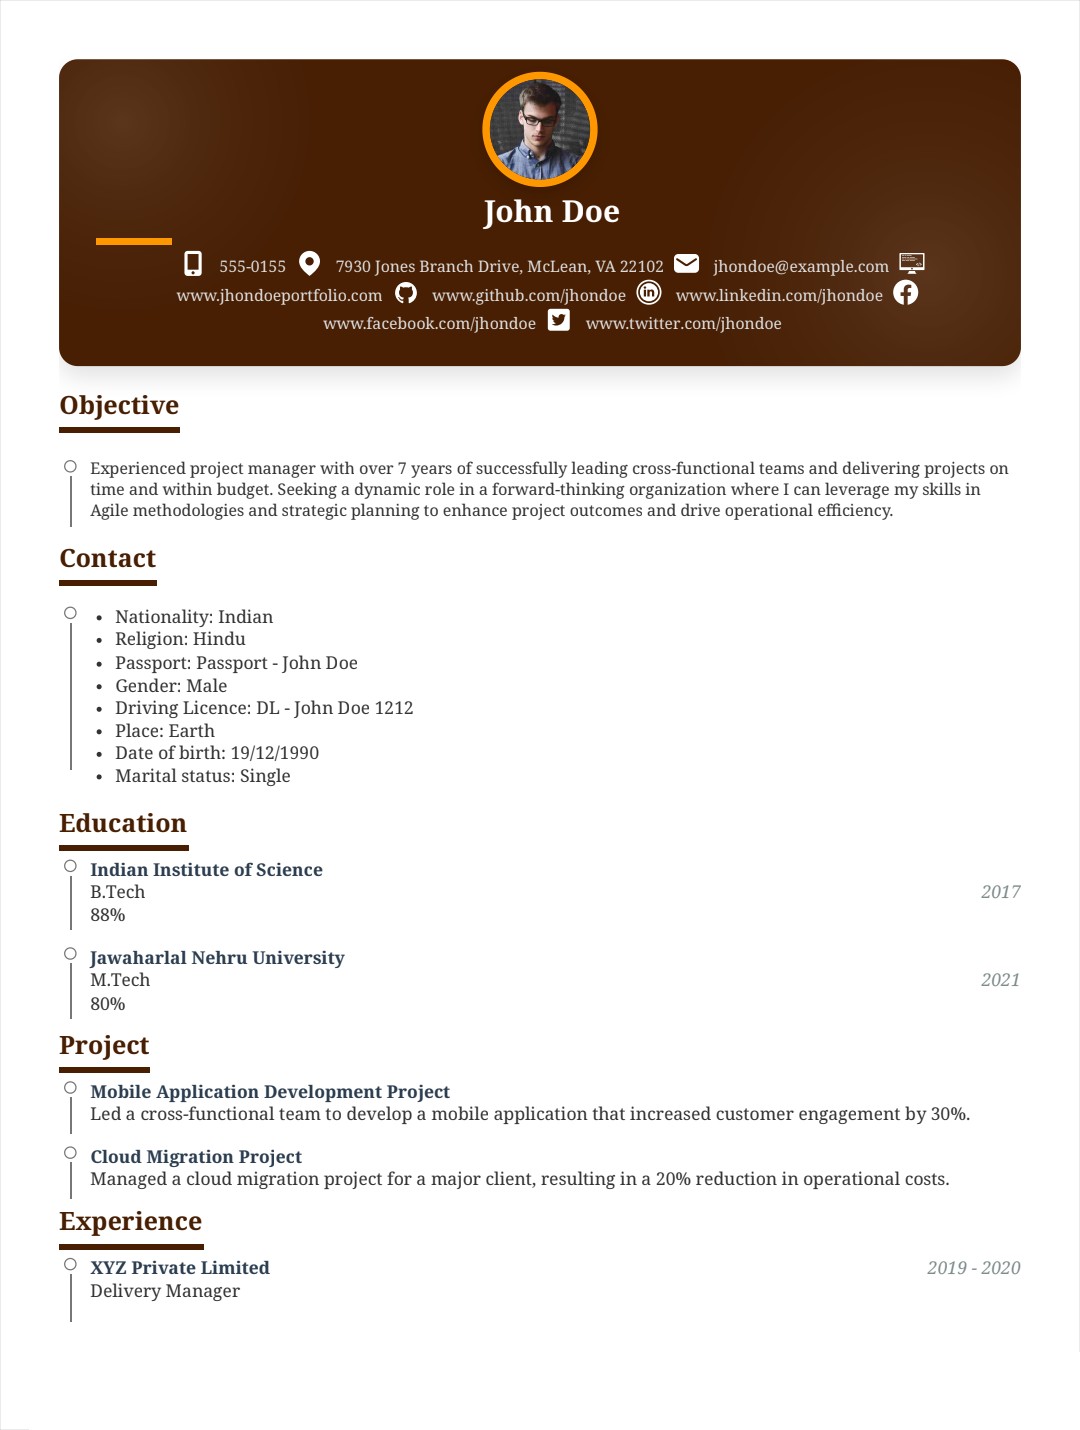 John Doe
555-0155 7930 Jones Branch Drive, McLean, VA 22102 jhondoe@example.com
www.jhondoeportfolio.com www.github.com/jhondoe www.linkedin.com/jhondoe
www.facebook.com/jhondoe www.twitter.com/jhondoe
Objective
Experienced project manager with over 7 years of successfully leading cross-functional teams and delivering projects on
time and within budget. Seeking a dynamic role in a forward-thinking organization where I can leverage my skills in
Agile methodologies and strategic planning to enhance project outcomes and drive operational efficiency.
Contact
• Nationality: Indian
• Religion: Hindu
• Passport: Passport - John Doe
• Gender: Male
• Driving Licence: DL - John Doe 1212
• Place: Earth
• Date of birth: 19/12/1990
• Marital status: Single
Education
Indian Institute of Science
B.Tech 2017
88%
Jawaharlal Nehru University
M.Tech 2021
80%
Project
Mobile Application Development Project
Led a cross-functional team to develop a mobile application that increased customer engagement by 30%.
Cloud Migration Project
Managed a cloud migration project for a major client, resulting in a 20% reduction in operational costs.
Experience
XYZ Private Limited 2019 - 2020
Delivery Manager